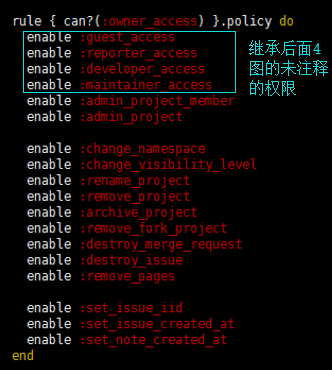 rule { can?(:owner_access) }.policy do
enable :guest_access
enable :reporter_access
enable :developer_access
enable :maintainer_access
enable :admin_project_member
enable :admin_project
enable :change_namespace
enable :change_visibility_level
enable :rename_project
enable :remove_project
enable :archive_project
enable :remove_fork_project
enable :destroy_merge_request
enable :destroy_issue
enable :remove_pages
enable :set_issue_iid
enable :set_issue_created_at
enable :set_note_created_at
end
继承后面4
图的未注释
的权限